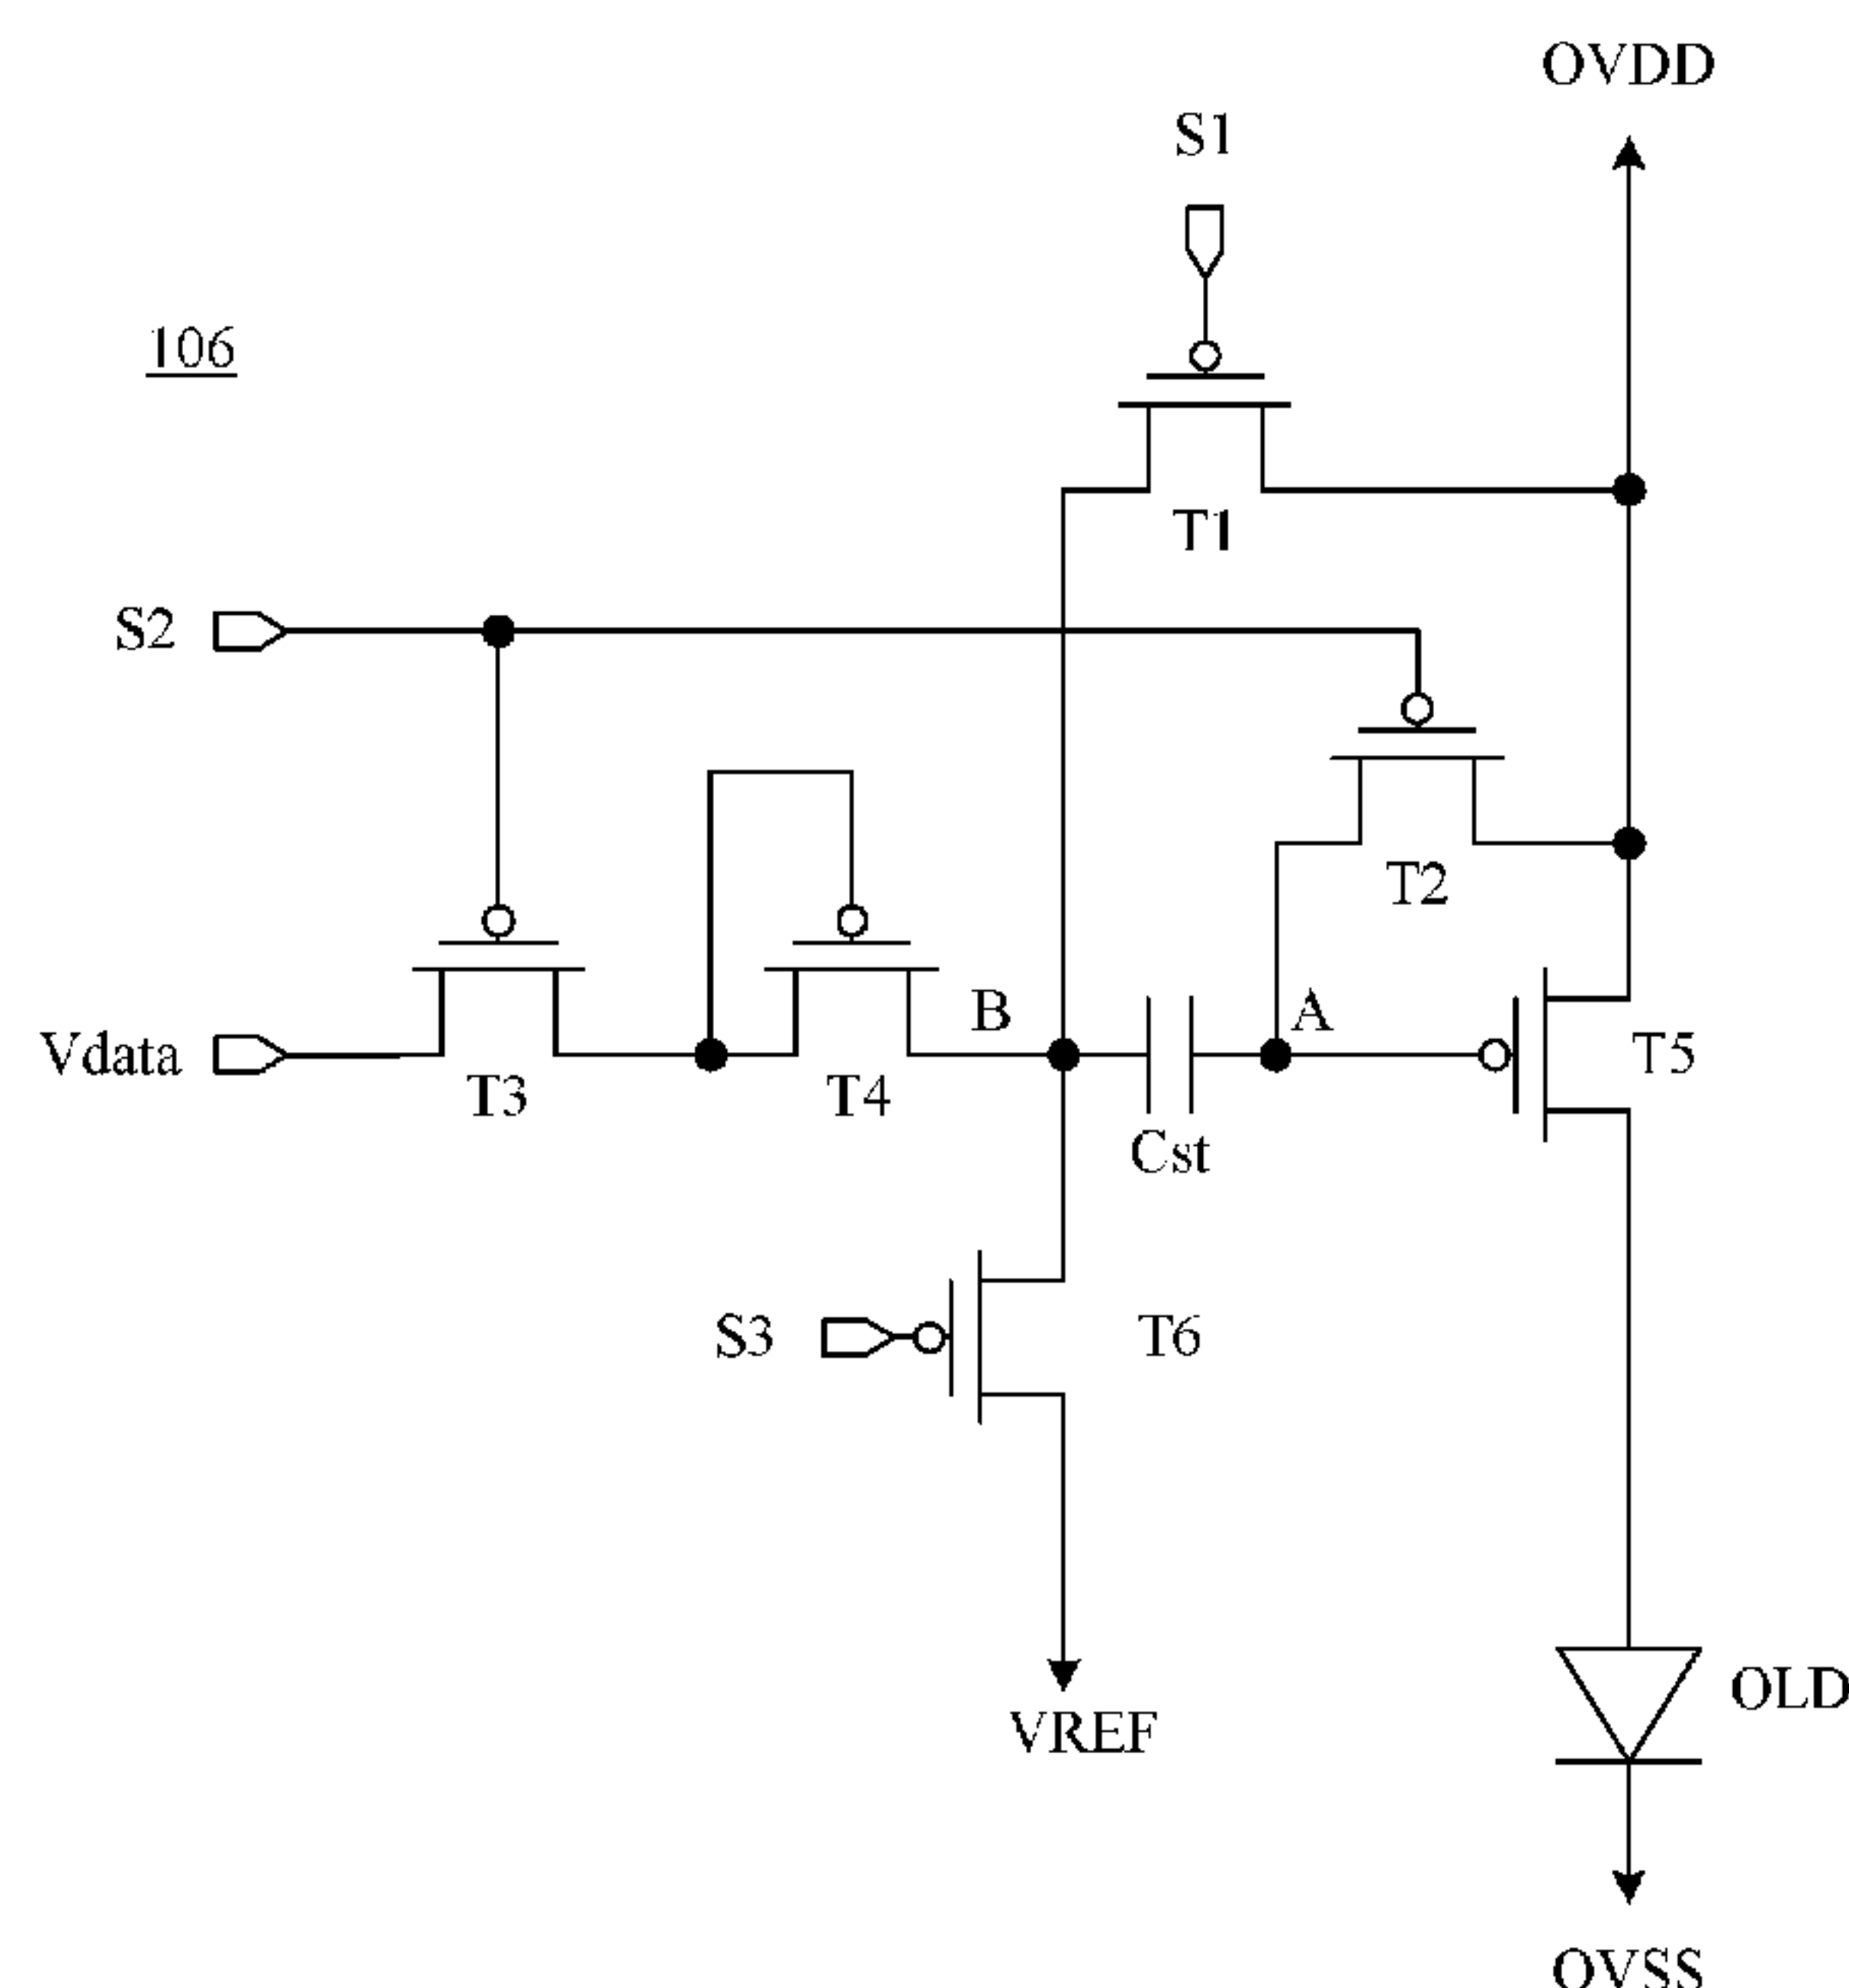 OVDD
S1
106
T1
S2
T2
B
A
Vdata
T3
T4
T5
Cst
S3
T6
OLD
VREF
OVSS